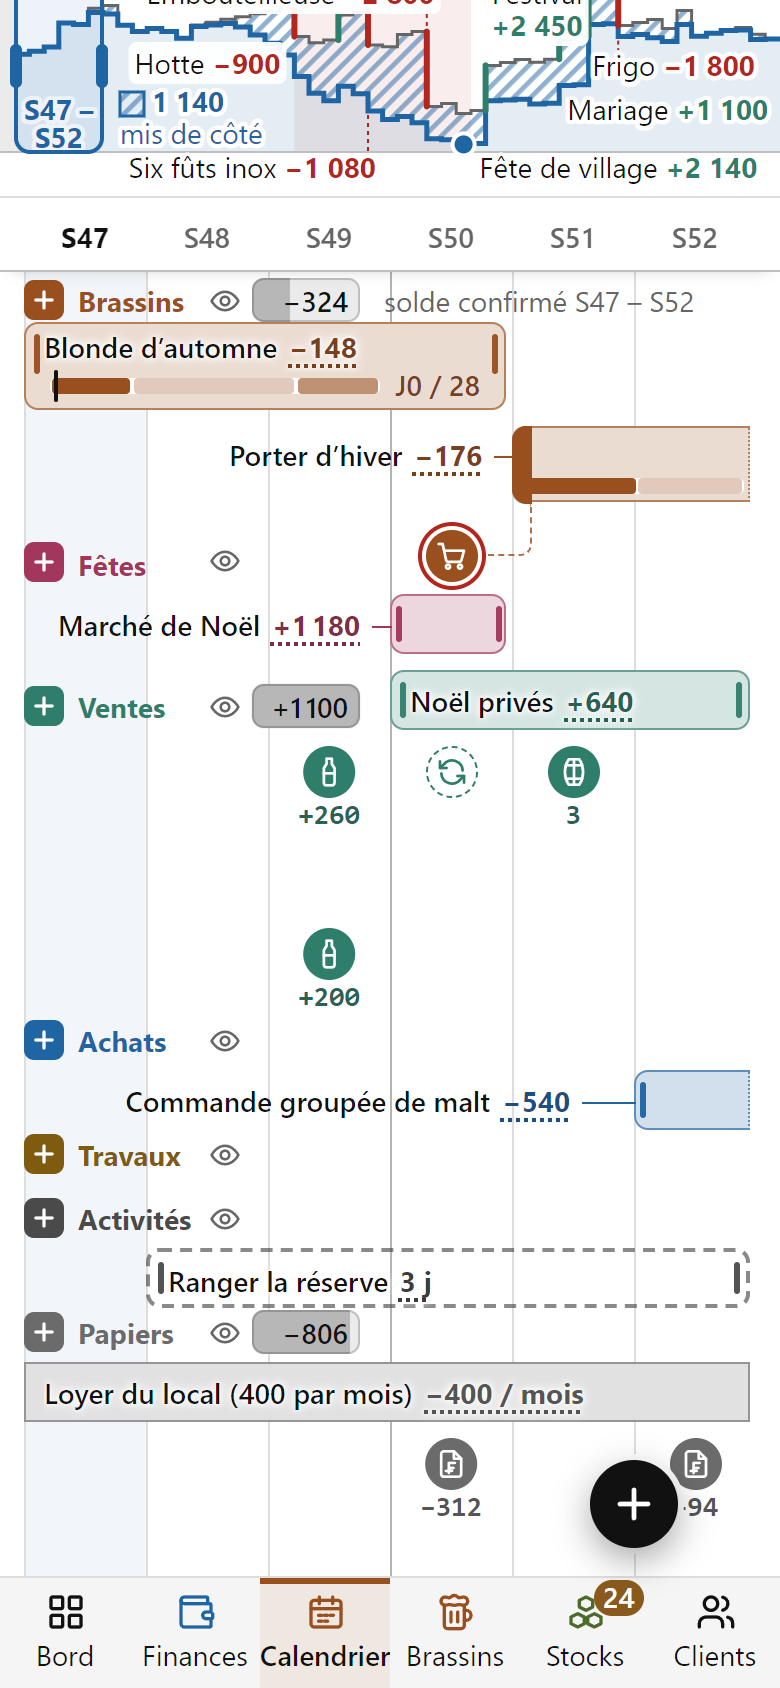 Festival
+2 450
Hotte −900
Frigo −1 800
1 140
mis de côté
Mariage +1 100
S47 –
S52
Six fûts inox −1 080
Fête de village +2 140
S47 S48 S49 S50 S51 S52
Brassins −324 solde confirmé S47 – S52
Blonde d’automne −148
J0 / 28
Porter d’hiver −176
Fêtes
Marché de Noël +1 180
Ventes +1100 Noël privés +640
+260 3
+200
Achats
Commande groupée de malt −540
Travaux
Activités
Ranger la réserve 3 j
Papiers −806
Loyer du local (400 par mois) −400 / mois
−312 94
24
Bord Finances Calendrier Brassins Stocks Clients